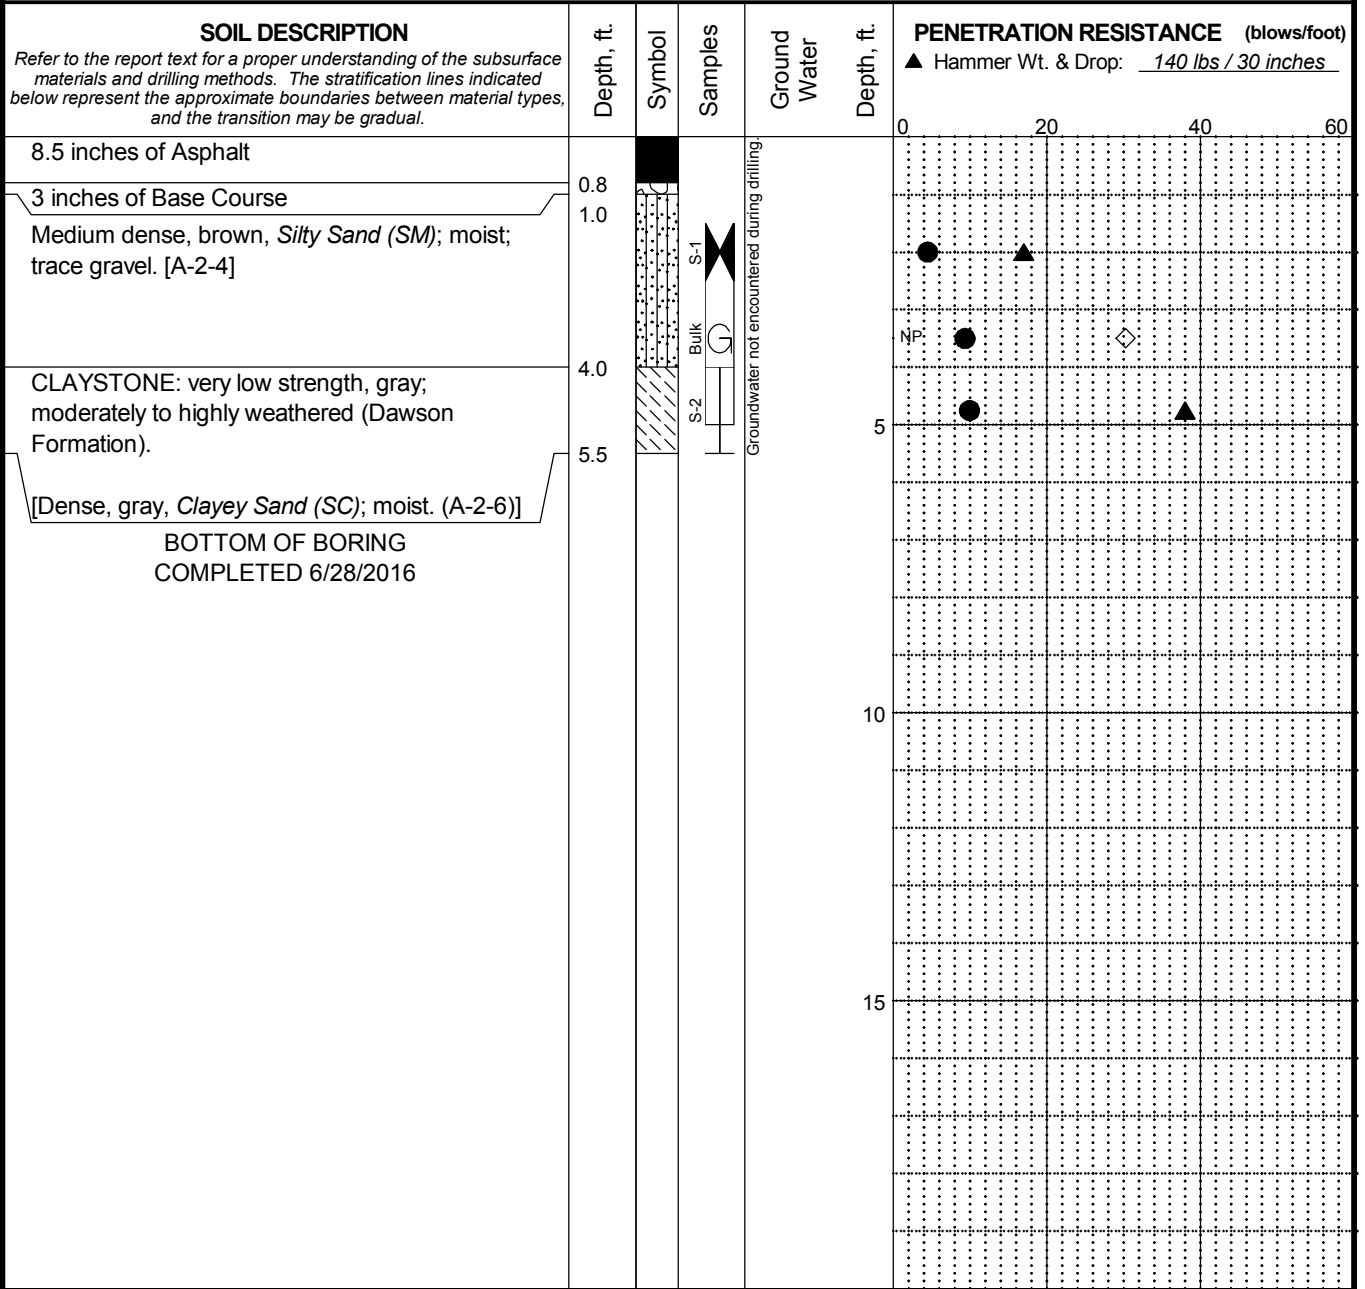 SOIL DESCRIPTION
Refer to the report text for a proper understanding of the subsurface
materials and drilling methods. The stratification lines indicated
below represent the approximate boundaries between material types,
and the transition may be gradual.
Depth, ft.
Symbol
Samples
Ground
Water
Depth, ft.
PENETRATION RESISTANCE (blows/foot)
▲ Hammer Wt. & Drop: 140 lbs / 30 inches
0 20 40 60
8.5 inches of Asphalt
0.8
3 inches of Base Course
1.0
Medium dense, brown, Silty Sand (SM); moist;
trace gravel. [A-2-4]
4.0
CLAYSTONE: very low strength, gray;
moderately to highly weathered (Dawson
Formation).
5.5
[Dense, gray, Clayey Sand (SC); moist. (A-2-6)]
BOTTOM OF BORING
COMPLETED 6/28/2016
S-1
Bulk
G
S-2
Groundwater not encountered during drilling.
NP
5
10
15